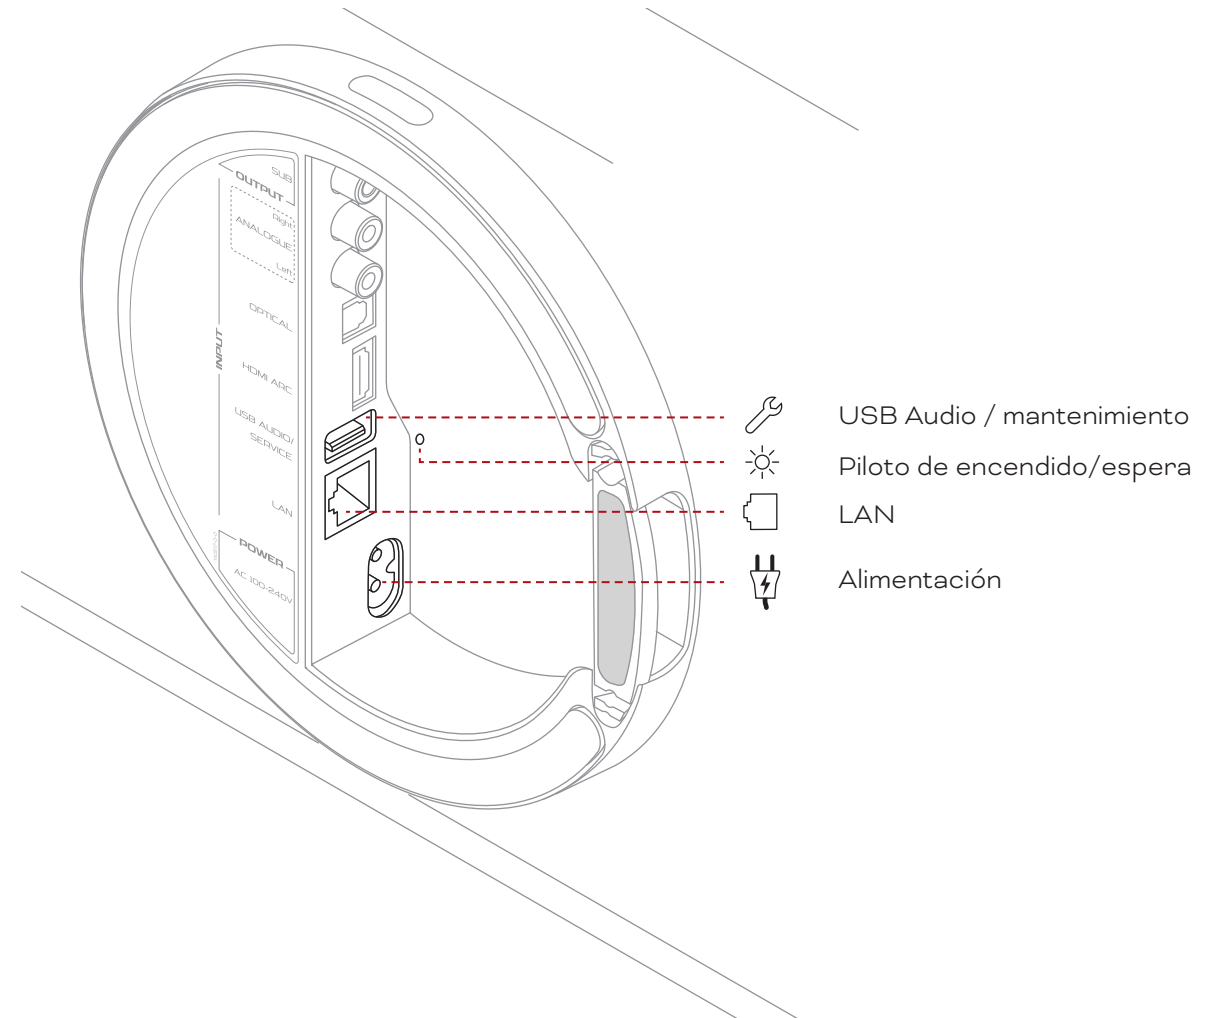 SUB
OUTPUT
Right
ANALOGUE
Left
OPTICAL
INPUT
HDMI ARC
USB AUDIO/
SERVICE
LAN
POWER
AC 100-240V
USB Audio / mantenimiento
Piloto de encendido/espera
LAN
Alimentación